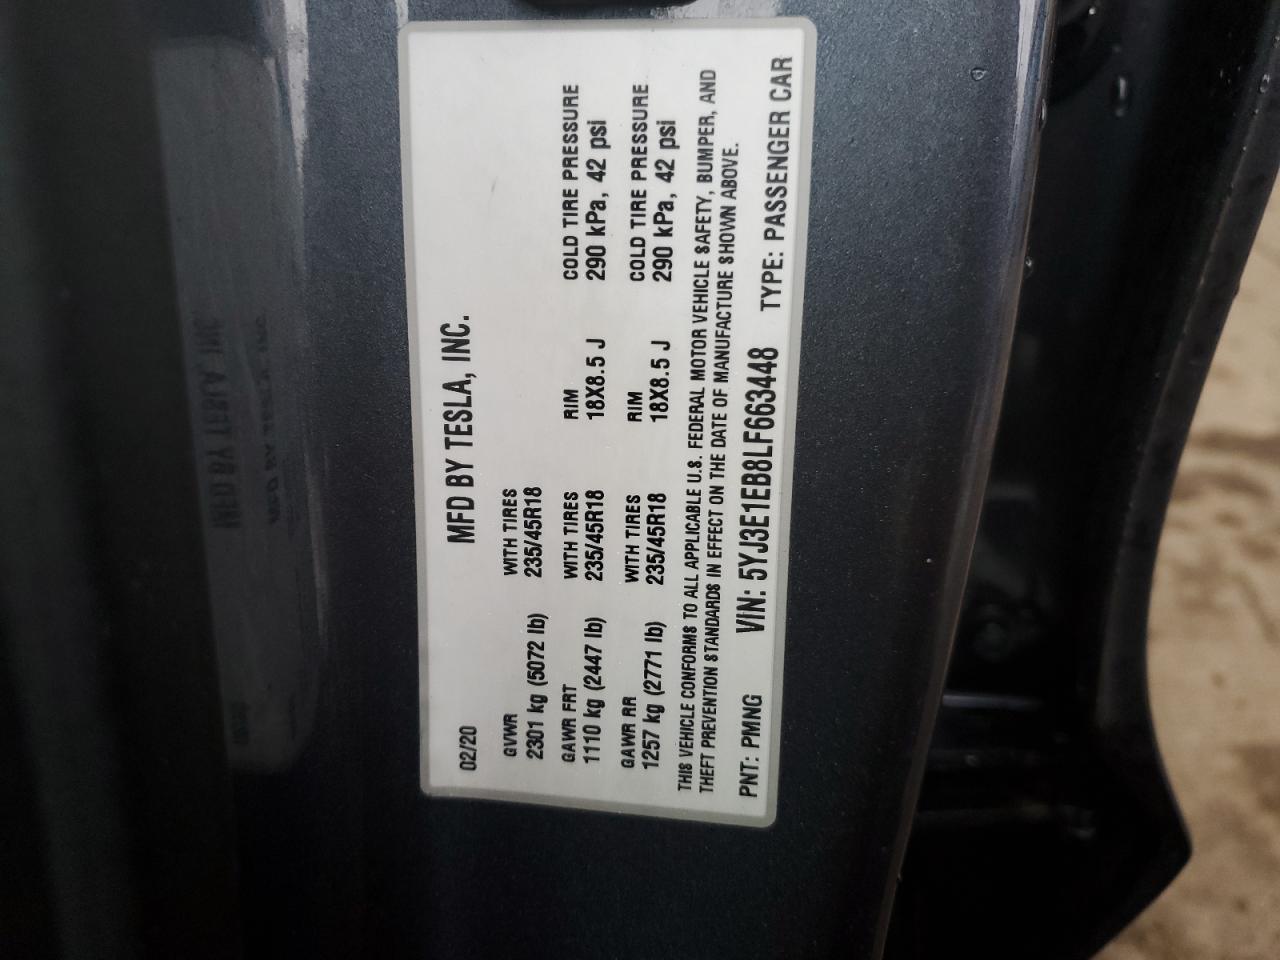 MFD BY TESLA, INC.
02/20
GVWR
2301 kg (5072 lb)
WITH TIRES
235/45R18
GAWR FRT
1110 kg (2447 lb)
WITH TIRES
235/45R18
RIM
18X8.5 J
COLD TIRE PRESSURE
290 kPa, 42 psi
GAWR RR
1257 kg (2771 lb)
WITH TIRES
235/45R18
RIM
18X8.5 J
COLD TIRE PRESSURE
290 kPa, 42 psi
THIS VEHICLE CONFORMS TO ALL APPLICABLE U.S. FEDERAL MOTOR VEHICLE SAFETY, BUMPER, AND
THEFT PREVENTION STANDARDS IN EFFECT ON THE DATE OF MANUFACTURE SHOWN ABOVE.
PNT: PMNG VIN: 5YJ3E1EB8LF663448 TYPE: PASSENGER CAR